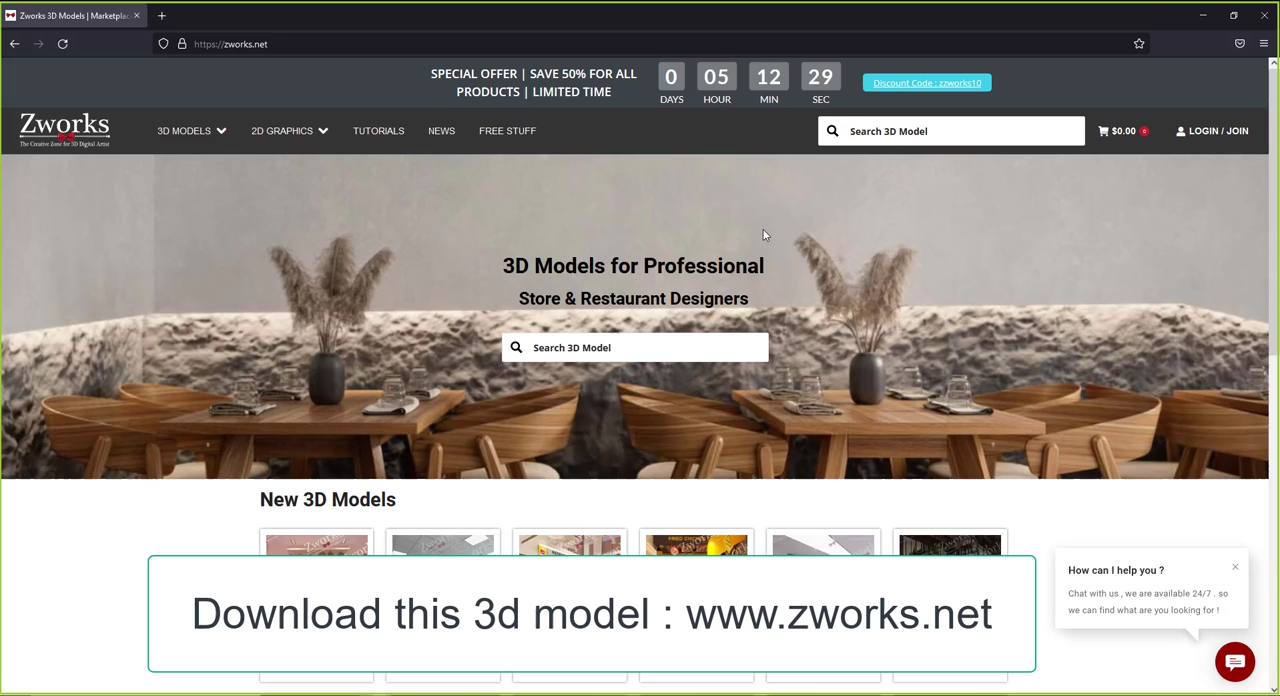 Zworks 3D Models | Marketplac
https://zworks.net
SPECIAL OFFER | SAVE 50% FOR ALL
PRODUCTS | LIMITED TIME
0 05 12 29
DAYS HOUR MIN SEC
Discount Code : zzworks10
Zworks
The Creative Zone for 3D Digital Artist
3D MODELS 2D GRAPHICS TUTORIALS NEWS FREE STUFF
Search 3D Model
$0.00 0
LOGIN / JOIN
3D Models for Professional
Store & Restaurant Designers
Search 3D Model
New 3D Models
Download this 3d model : www.zworks.net
How can I help you ?
Chat with us , we are available 24/7 . so
we can find what are you looking for !